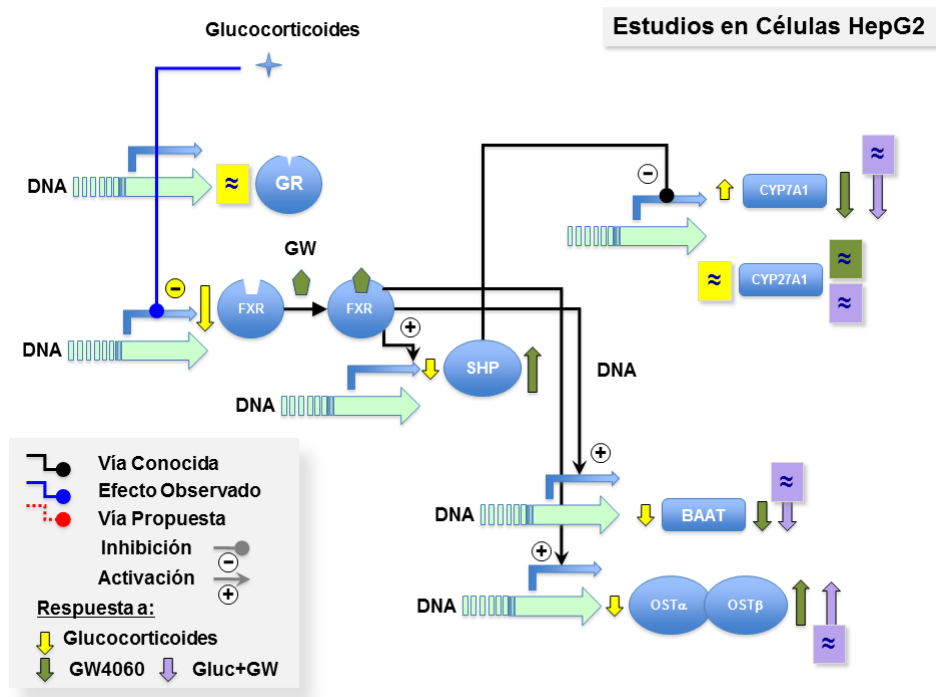 Estudios en Células HepG2
Glucocorticoides
DNA
≈
GR
≈
CYP7A1
GW
≈
CYP27A1
≈
≈
FXR
FXR
DNA
SHP
DNA
DNA
Vía Conocida
Efecto Observado
Vía Propuesta
Inhibición
Activación
Respuesta a:
Glucocorticoides
GW4060
Gluc+GW
≈
DNA
BAAT
DNA
OSTα
OSTβ
≈